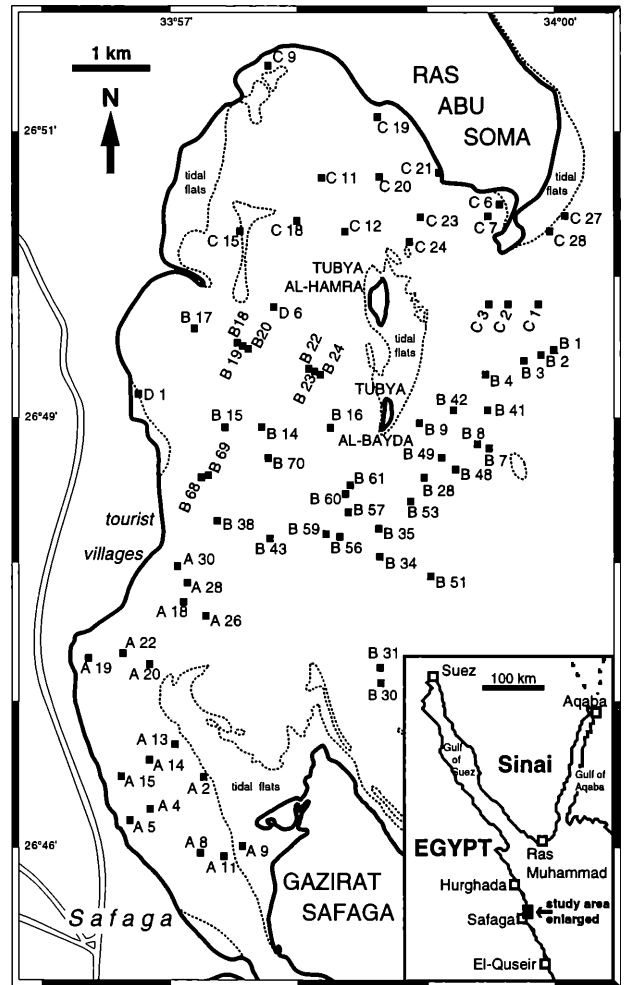 33°57
34°00
1 km
N
26°51'
26°49
26°46
C 9
RAS
ABU
SOMA
C 19
tidal
flats
C 11
C 20
C 21
C 6
C 7
tidal
flats
C 27
C 28
C 15
C 18
C 12
C 23
C 24
TUBYA
AL-HAMRA
B 17
D 6
B18
B 19
B20
B 22
B 23
B 24
tidal
flats
C 3
C 2
C 1
B 1
B 2
B 3
B 4
D 1
TUBYA
AL-BAYDA
B 42
B 41
B 15
B 14
B 16
B 9
B 8
B 7
B 49
B 48
B 70
B 69
B 68
B 61
B 60
B 57
B 28
B 53
tourist
villages
B 38
B 43
B 59
B 56
B 35
B 34
B 51
A 30
A 28
A 18
A 26
A 22
A 19
A 20
B 31
B 30
A 13
A 14
A 15
A 2
tidal flats
A 4
A 5
A 8
A 11
A 9
Safaga
GAZIRAT
SAFAGA
Suez
100 km
Aqaba
Gulf
of
Suez
Sinai
Gulf of
Aqaba
EGYPT
Ras
Muhammad
Hurghada
Safaga
study area
enlarged
El-Quseir